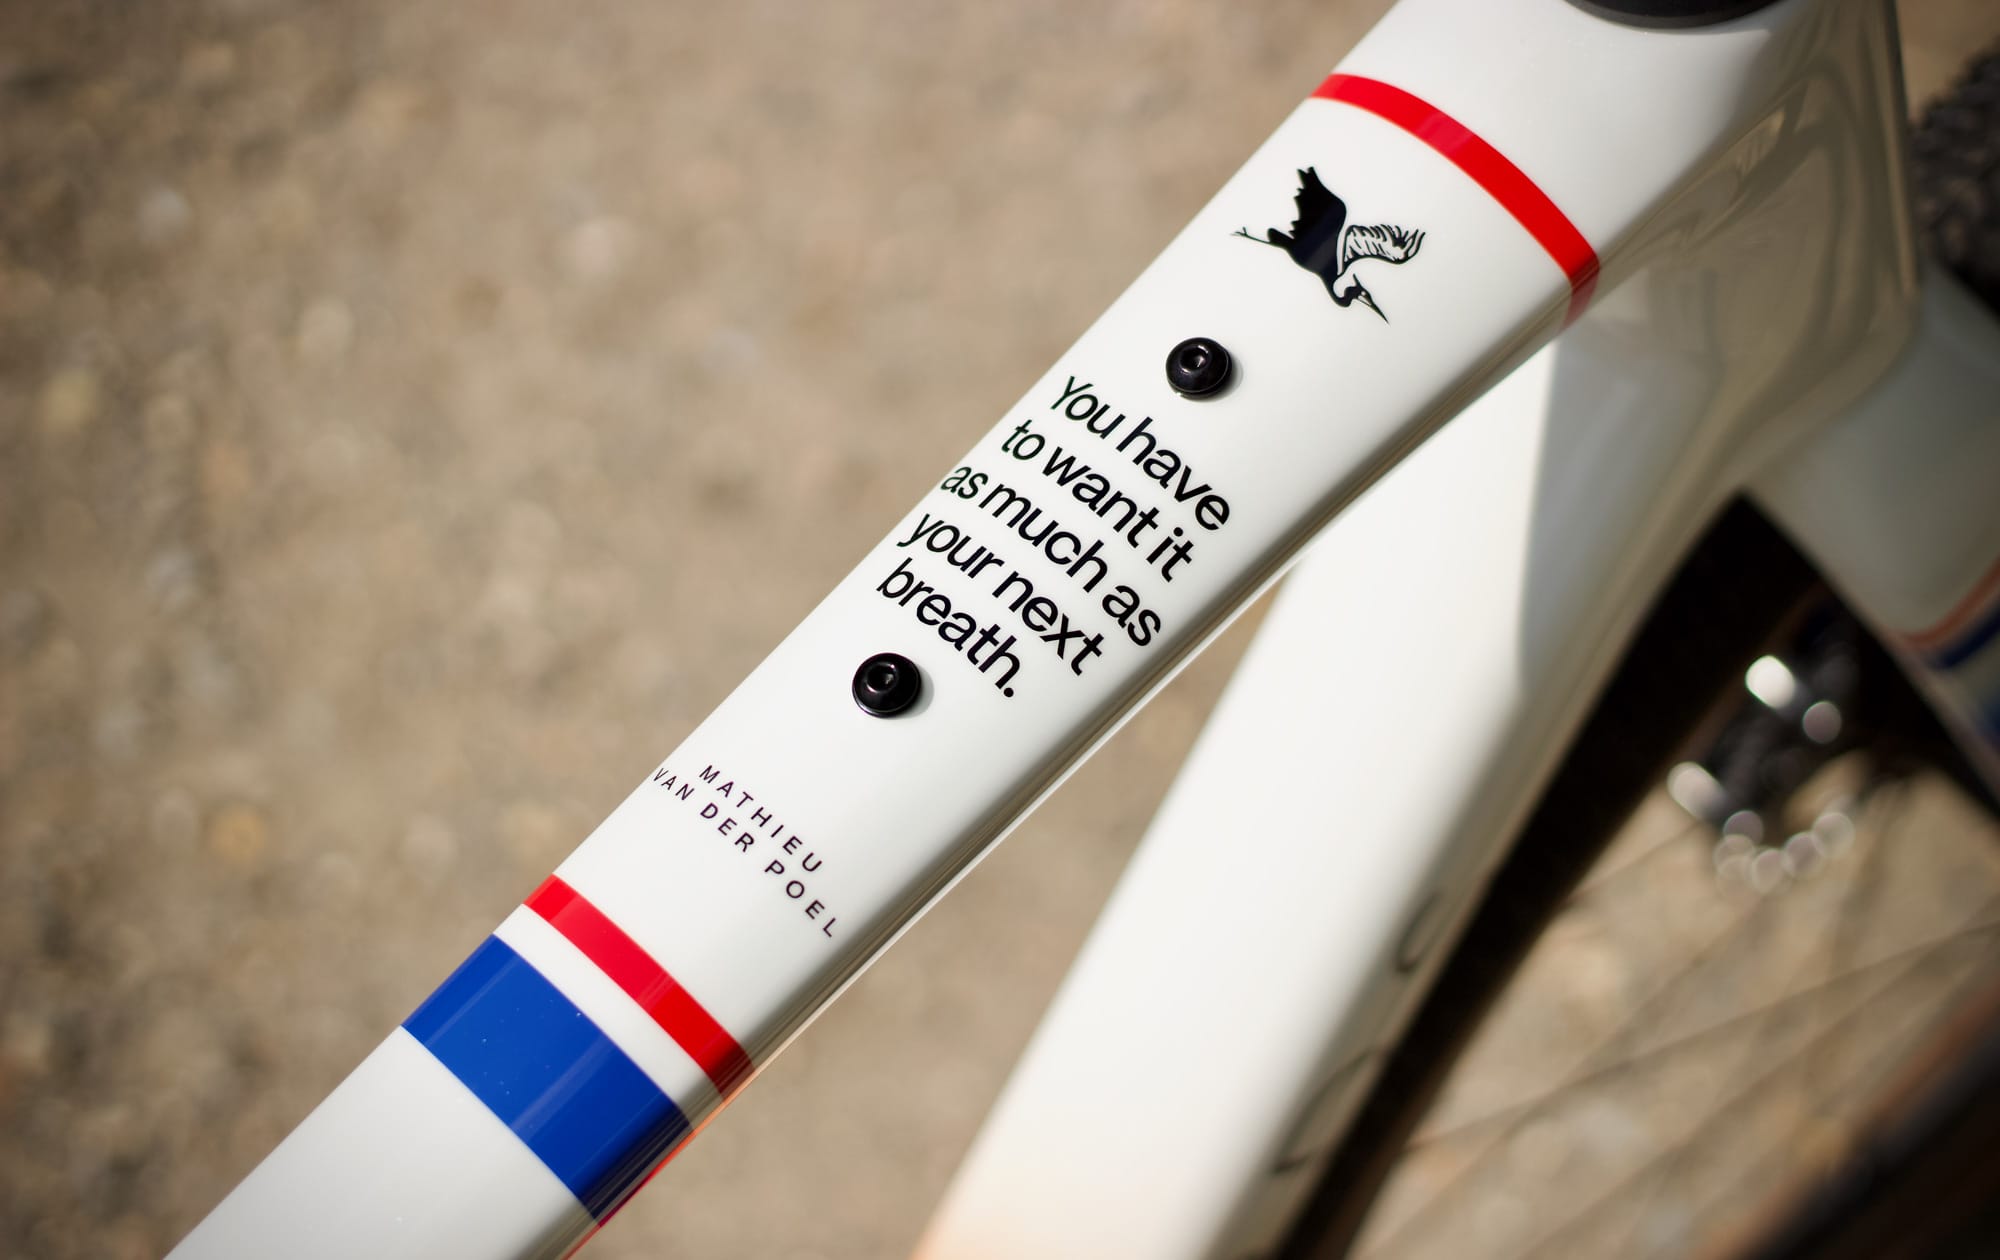 You have
to want it
as much as
your next
breath.
MATHIEU
VAN DER POEL